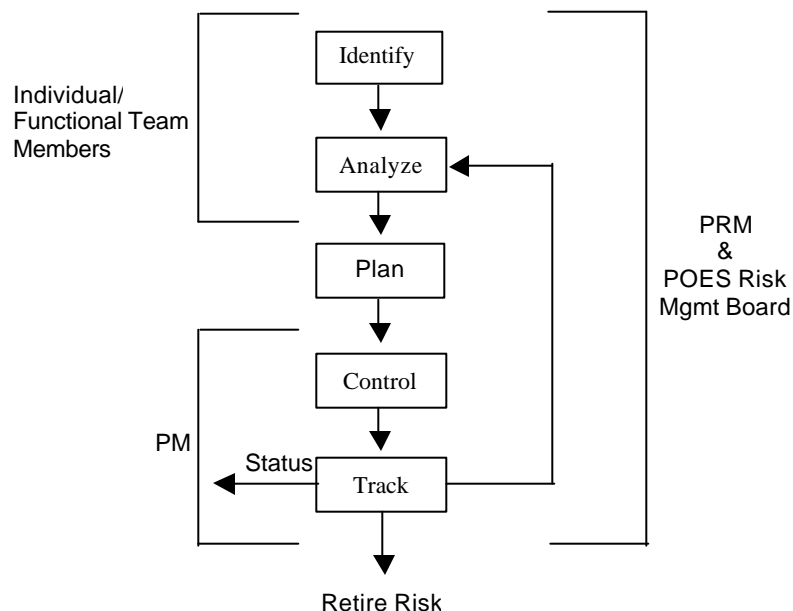 Identify
Individual/
Functional Team
Members
Analyze
PRM
&
POES Risk
Mgmt Board
Plan
Control
PM
Status
Track
Retire Risk